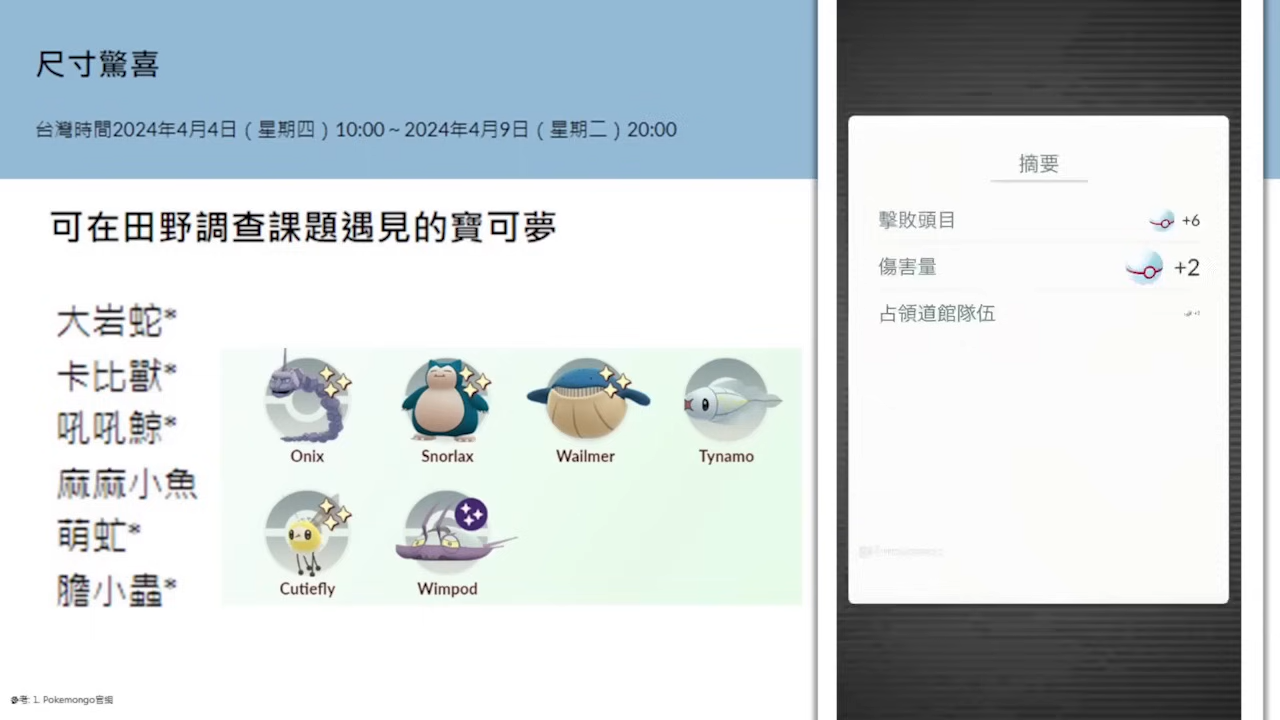 尺寸驚喜
台灣時間2024年4月4日（星期四）10:00 ~ 2024年4月9日（星期二）20:00
可在田野調查課題遇見的寶可夢
大岩蛇*
卡比獸*
吼吼鯨*
麻麻小魚
萌虻*
膽小蟲*
Onix
Snorlax
Wailmer
Tynamo
Cutiefly
Wimpod
參考: 1. Pokemongo官網
摘要
擊敗頭目 +6
傷害量 +2
占領道館隊伍